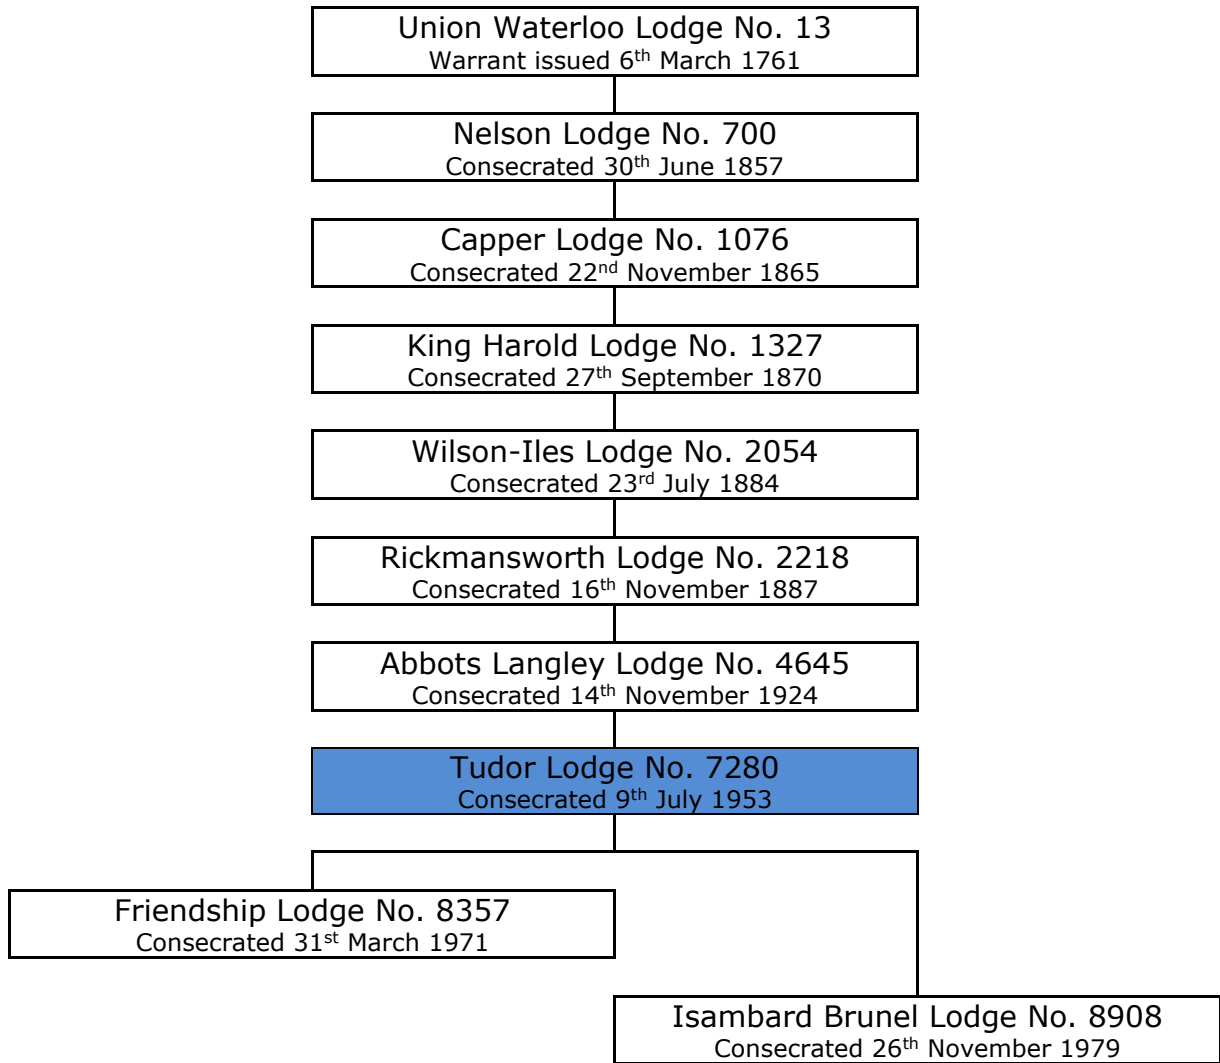 Union Waterloo Lodge No. 13
Warrant issued 6th March 1761
Nelson Lodge No. 700
Consecrated 30th June 1857
Capper Lodge No. 1076
Consecrated 22nd November 1865
King Harold Lodge No. 1327
Consecrated 27th September 1870
Wilson-Iles Lodge No. 2054
Consecrated 23rd July 1884
Rickmansworth Lodge No. 2218
Consecrated 16th November 1887
Abbots Langley Lodge No. 4645
Consecrated 14th November 1924
Tudor Lodge No. 7280
Consecrated 9th July 1953
Friendship Lodge No. 8357
Consecrated 31st March 1971
Isambard Brunel Lodge No. 8908
Consecrated 26th November 1979